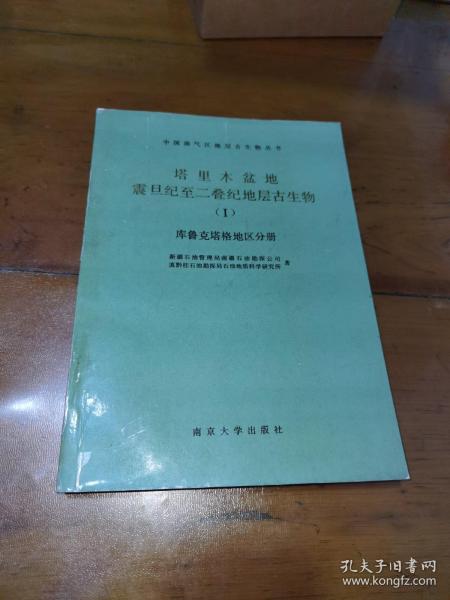 中国油气区地层古生物丛书
塔里木盆地
震旦纪至二叠纪地层古生物
(I)
库鲁克塔格地区分册
新疆石油管理局南疆石油勘探公司
滇黔桂石油勘探局石油地质科学研究所
著
南京大学出版社
孔夫子旧书网
www.kongfz.com